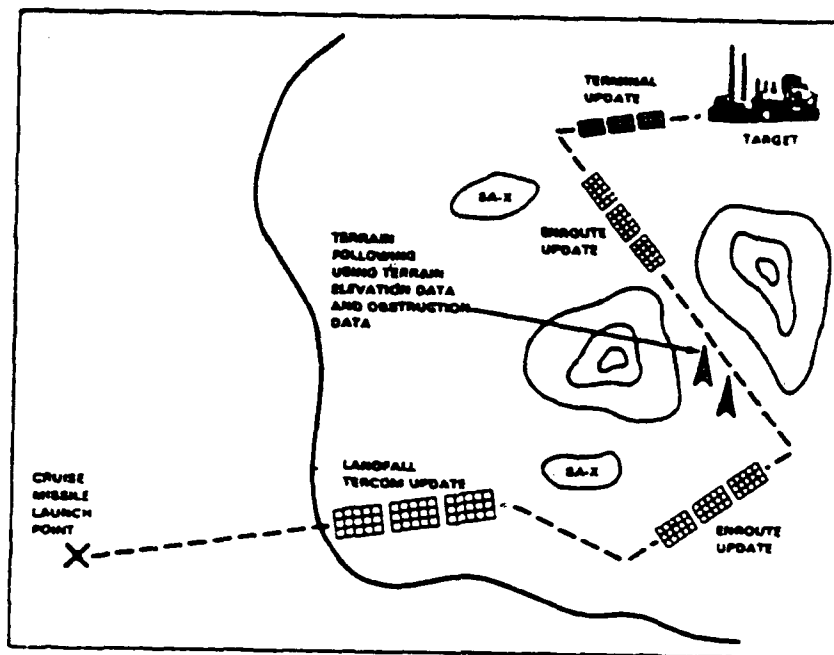 TERMINAL
UPDATE
TARGET
SA-X
ENROUTE
UPDATE
TERRAIN
FOLLOWING
USING TERRAIN
ELEVATION DATA
AND OBSTRUCTION
DATA
CRUISE
MISSILE
LAUNCH
POINT
LANDFALL
TERCOM UPDATE
SA-X
ENROUTE
UPDATE